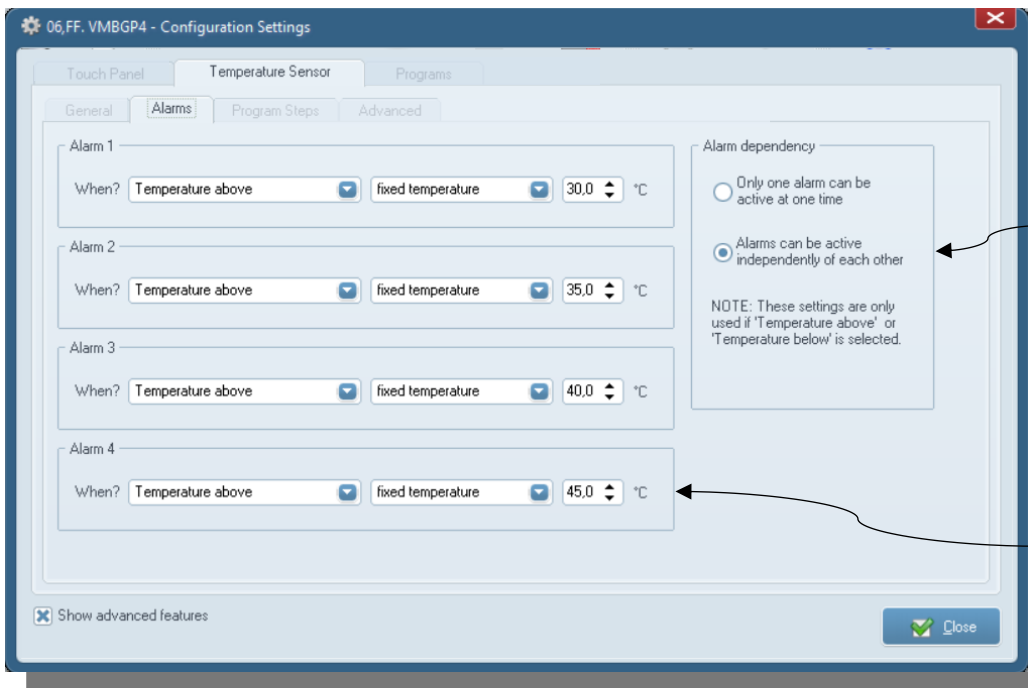 06,FF. VMBGP4 - Configuration Settings
Touch Panel Temperature Sensor Programs
General Alarms Program Steps Advanced
Alarm 1
When? Temperature above fixed temperature 30,0 °C
Alarm 2
When? Temperature above fixed temperature 35,0 °C
Alarm 3
When? Temperature above fixed temperature 40,0 °C
Alarm 4
When? Temperature above fixed temperature 45,0 °C
Alarm dependency
Only one alarm can be
active at one time
Alarms can be active
independently of each other
NOTE: These settings are only
used if 'Temperature above' or
'Temperature below' is selected.
Show advanced features
Close